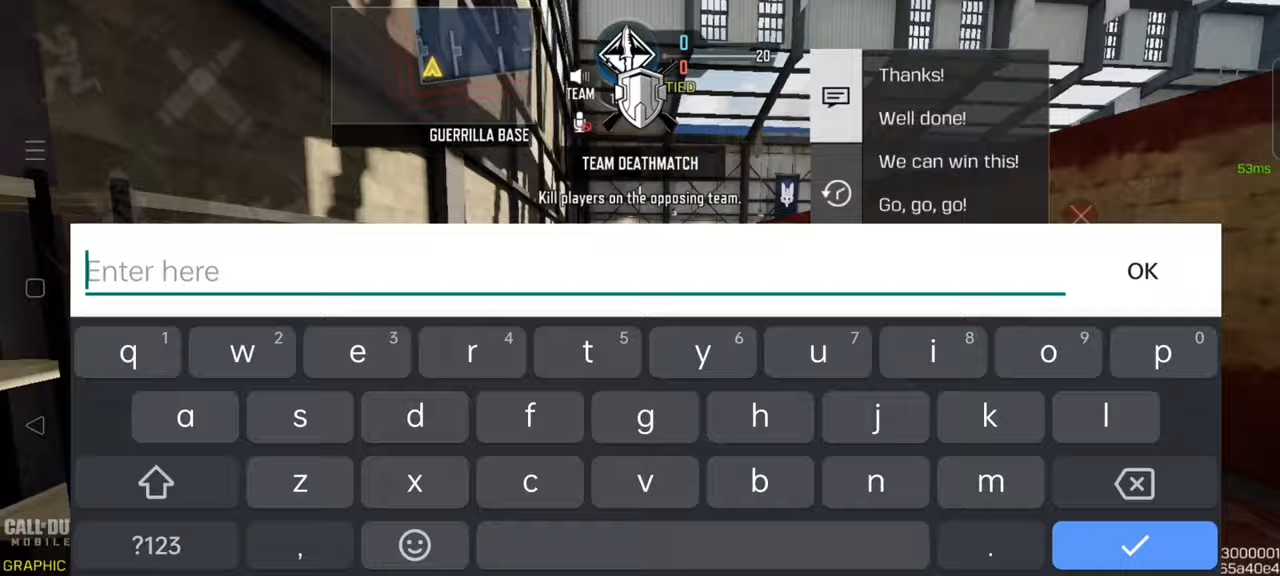 GUERRILLA BASE
TEAM
0
0
TIED
20
TEAM DEATHMATCH
Kill players on the opposing team.
Thanks!
Well done!
We can win this!
Go, go, go!
53ms
Enter here
OK
q 1 w 2 e 3 r 4 t 5 y 6 u 7 i 8 o 9 p 0
a s d f g h j k l
z x c v b n m
?123 , .
CALL OF DU
MOBILE
GRAPHIC
3000001
65a40e4